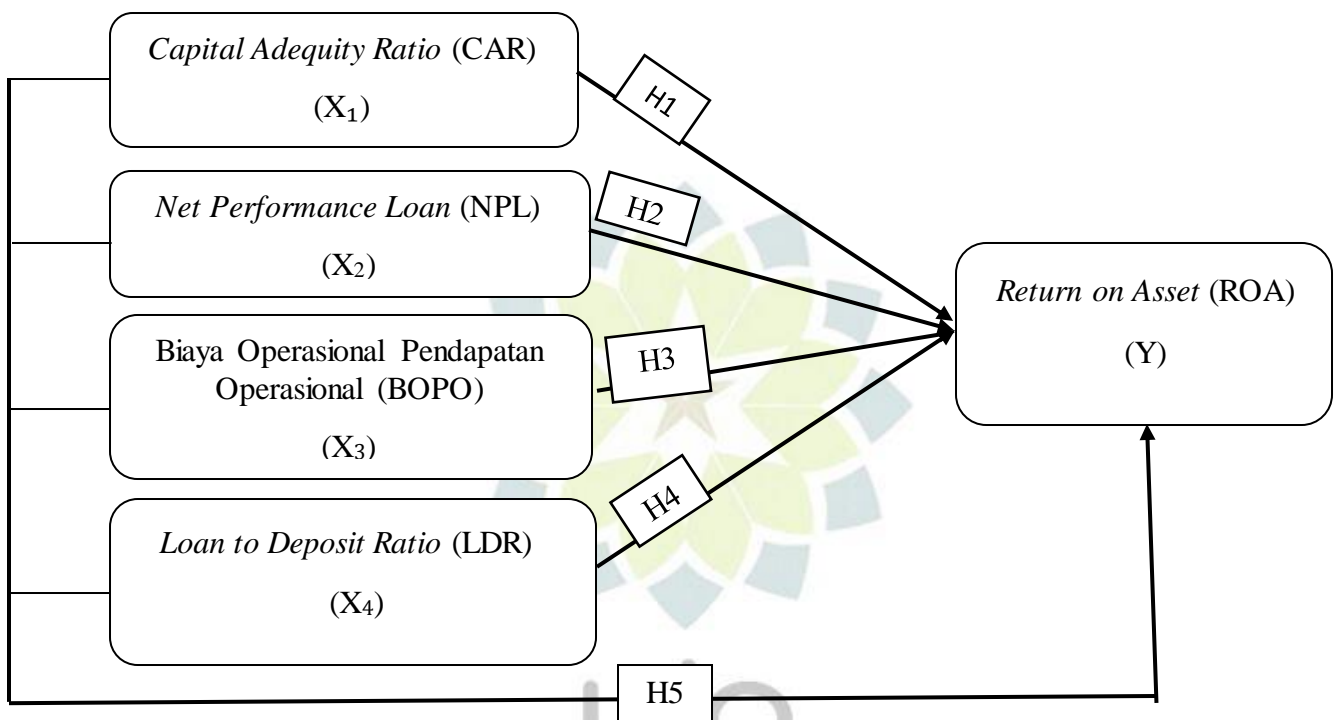 Capital Adequity Ratio (CAR)
(X₁)
H1
Net Performance Loan (NPL)
(X₂)
H2
Biaya Operasional Pendapatan
Operasional (BOPO)
(X₃)
H3
Loan to Deposit Ratio (LDR)
(X₄)
H4
Return on Asset (ROA)
(Y)
H5